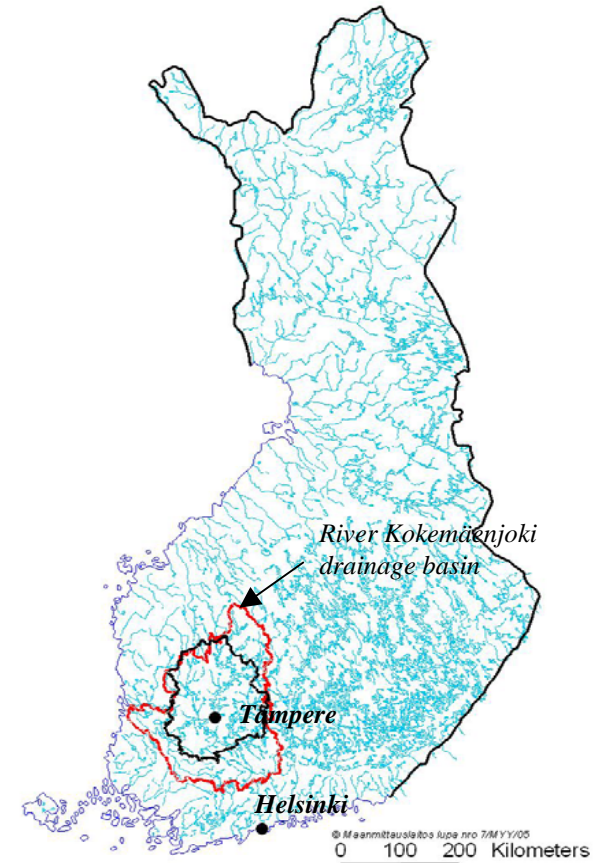 River Kokemäenjoki
drainage basin
Tampere
Helsinki
© Maanmittauslaitos lupa nro 7/MYY/05
0 100 200 Kilometers